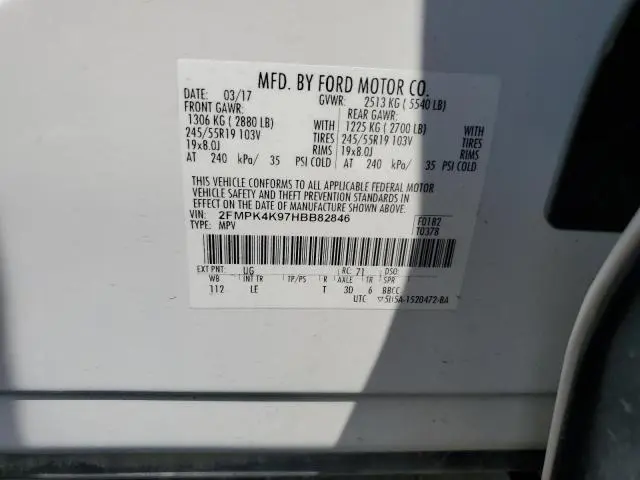 MFD. BY FORD MOTOR CO.
DATE: 03/17 GVWR: 2513 KG ( 5540 LB)
FRONT GAWR: REAR GAWR:
1306 KG ( 2880 LB) WITH 1225 KG ( 2700 LB) WITH
245/55R19 103V TIRES 245/55R19 103V TIRES
19x8.0J RIMS 19x8.0J RIMS
AT 240 kPa/ 35 PSI COLD AT 240 kPa/ 35 PSI COLD
THIS VEHICLE CONFORMS TO ALL APPLICABLE FEDERAL MOTOR
VEHICLE SAFETY AND THEFT PREVENTION STANDARDS IN
EFFECT ON THE DATE OF MANUFACTURE SHOWN ABOVE.
VIN: 2FMPK4K97HBB82846 F0182
TYPE: MPV T0378
EXT PNT: UG RC: 71 DSO:
WB INT TR TP/PS R AXLE TR SPR
112 LE T 3D 6 BBCC
UTC